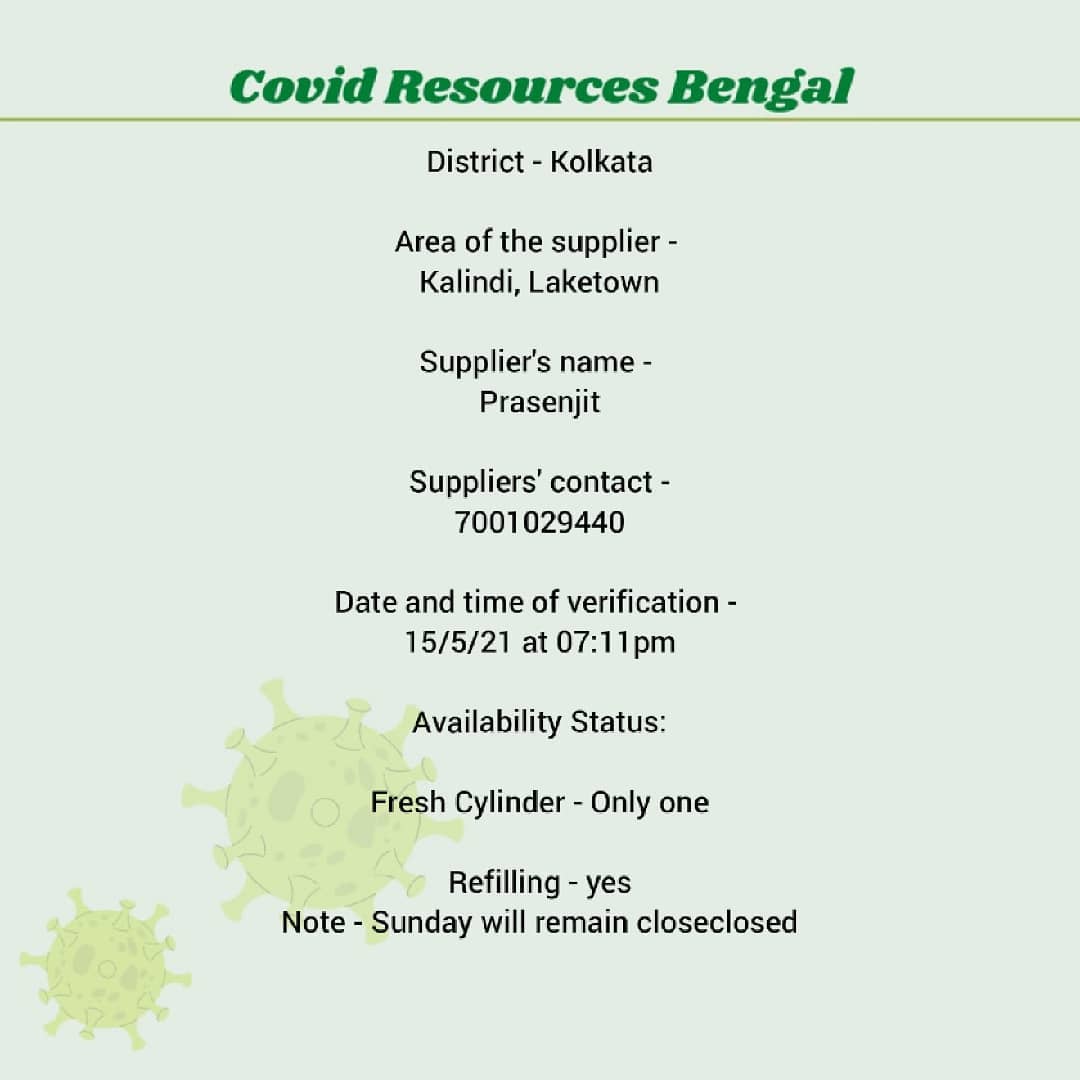 Covid Resources Bengal
District - Kolkata
Area of the supplier -
Kalindi, Laketown
Supplier's name -
Prasenjit
Suppliers' contact -
7001029440
Date and time of verification -
15/5/21 at 07:11pm
Availability Status:
Fresh Cylinder - Only one
Refilling - yes
Note - Sunday will remain closeclosed